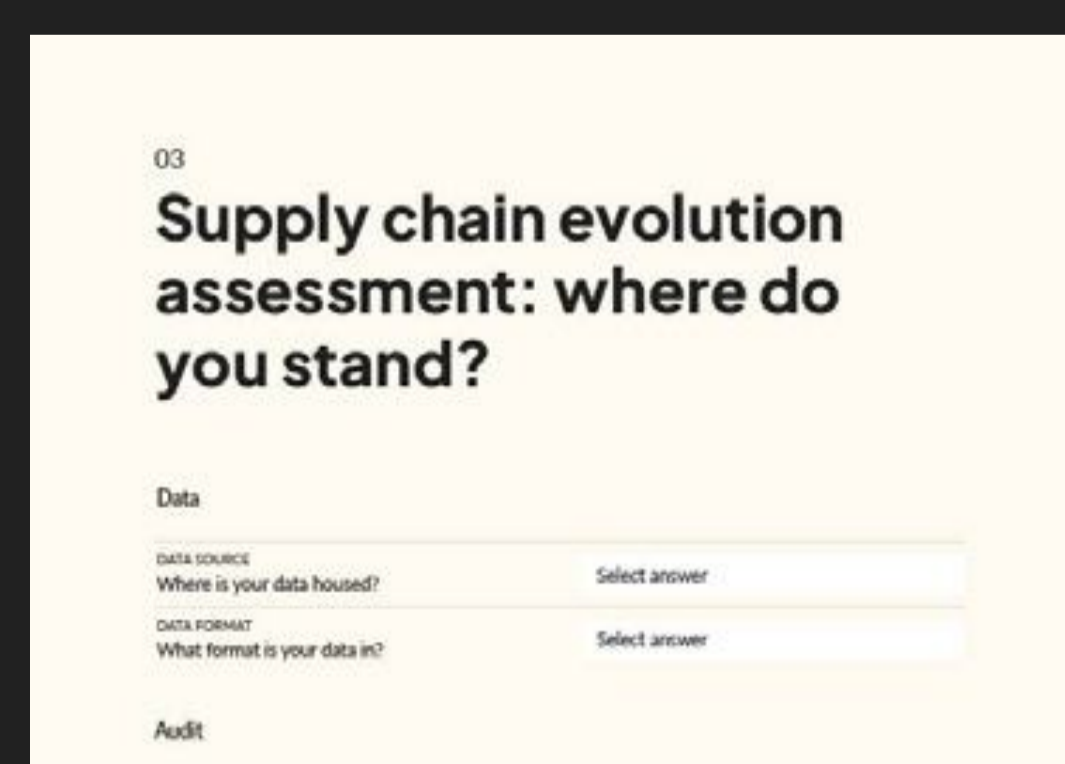 03
Supply chain evolution
assessment: where do
you stand?
Data
DATA SOURCE
Where is your data housed?
Select answer
DATA FORMAT
What format is your data in?
Select answer
Audit